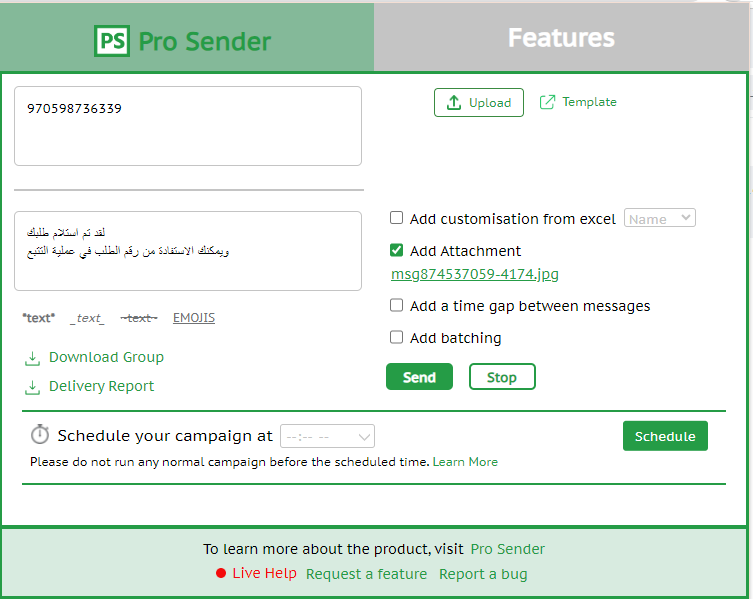 PS Pro Sender
Features
970598736339
Upload
Template
لقد تم استلام طلبك
ويمكنك الاستفادة من رقم الطلب في عملية التتبع
Add customisation from excel Name
Add Attachment
msg874537059-4174.jpg
*text* _text_ ~text~ EMOJIS
Add a time gap between messages
Add batching
Download Group
Delivery Report
Send Stop
Schedule your campaign at --:-- -- Schedule
Please do not run any normal campaign before the scheduled time. Learn More
To learn more about the product, visit Pro Sender
Live Help Request a feature Report a bug